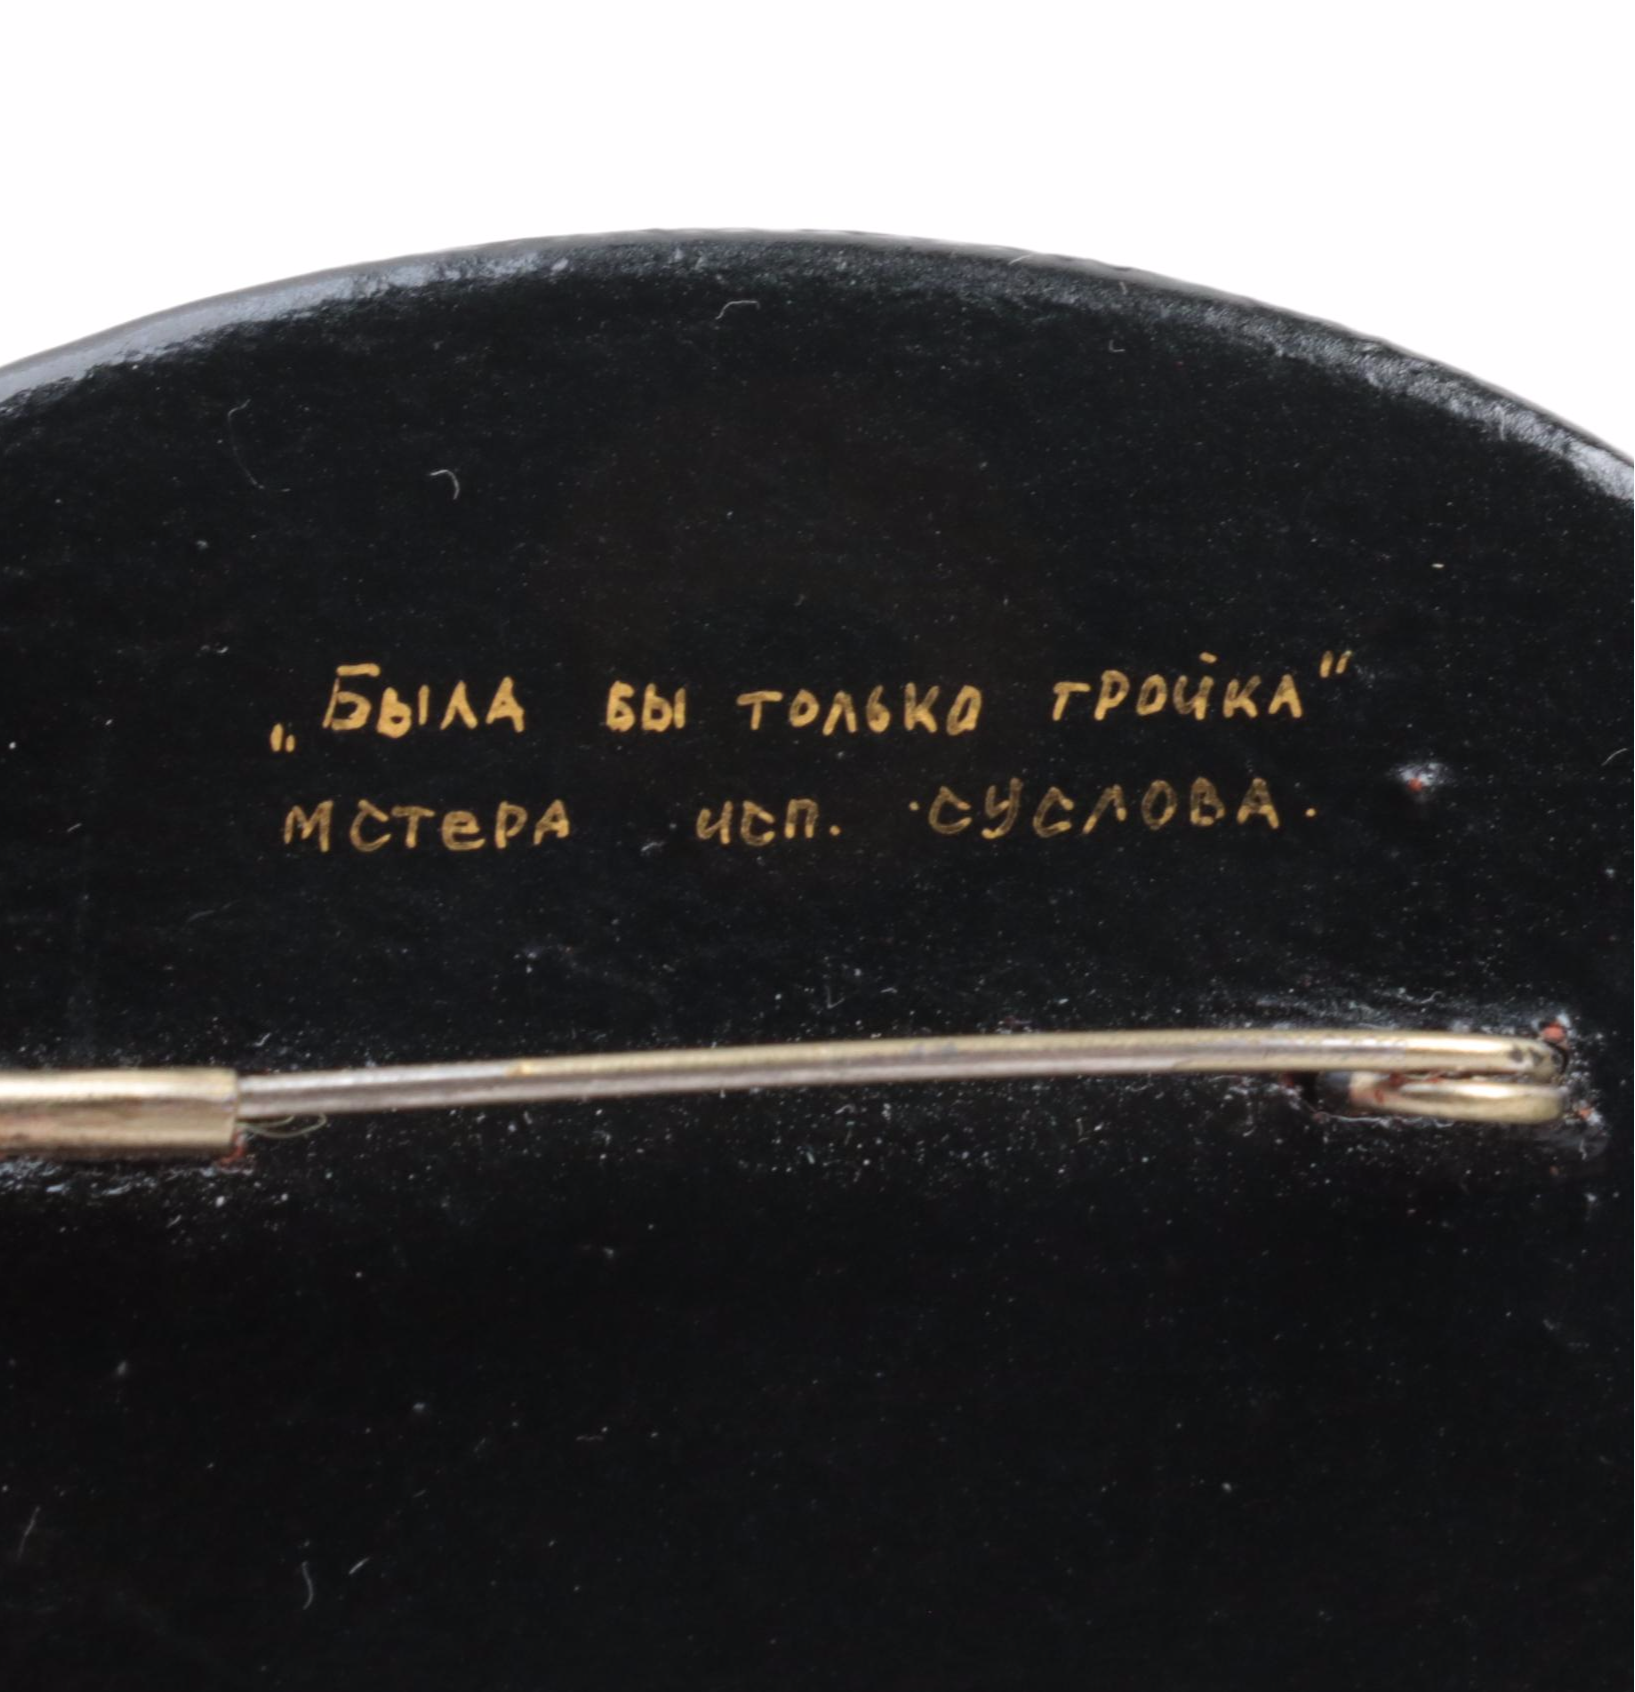 „Была бы только тройка"
мстера исп. Суслова.